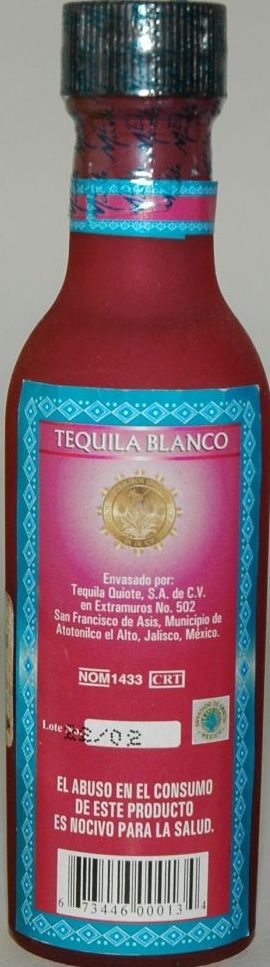 TEQUILA BLANCO
Envasado por:
Tequila Quiote, S.A. de C.V.
en Extramuros No. 502
San Francisco de Asis, Municipio de
Atotonilco el Alto, Jalisco, México.
NOM1433 CRT
Lote
EL ABUSO EN EL CONSUMO
DE ESTE PRODUCTO
ES NOCIVO PARA LA SALUD.
6 73446 00013 4